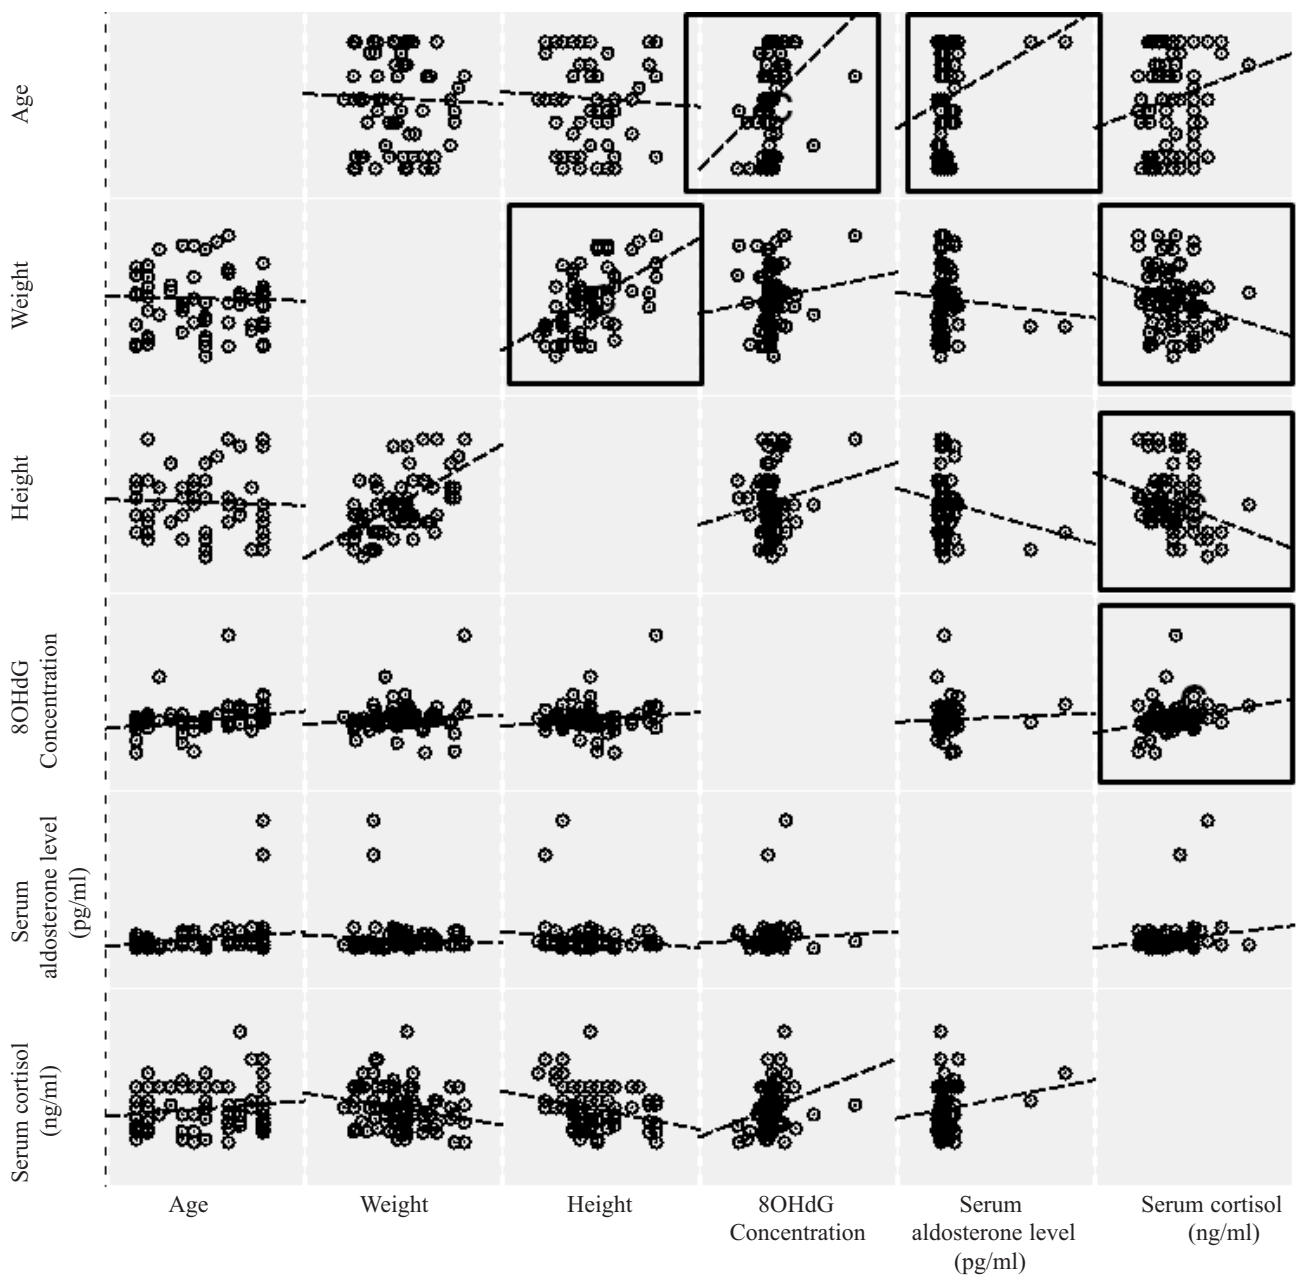 Age
Weight
Height
8OHdG
Concentration
Serum
aldosterone level
(pg/ml)
Serum cortisol
(ng/ml)
Age
Weight
Height
8OHdG
Concentration
Serum
aldosterone level
(pg/ml)
Serum cortisol
(ng/ml)